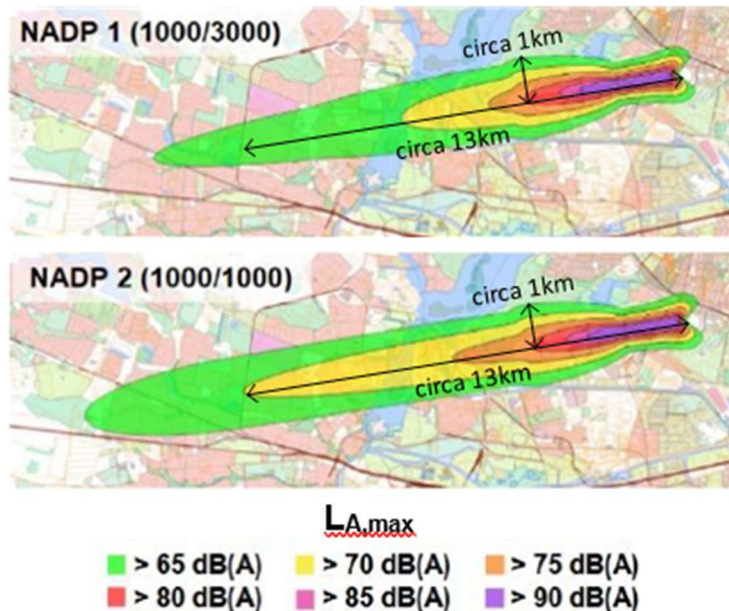 NADP 1 (1000/3000)
circa 1km
circa 13km
NADP 2 (1000/1000)
circa 1km
circa 13km
LA,max
> 65 dB(A) > 70 dB(A) > 75 dB(A)
> 80 dB(A) > 85 dB(A) > 90 dB(A)